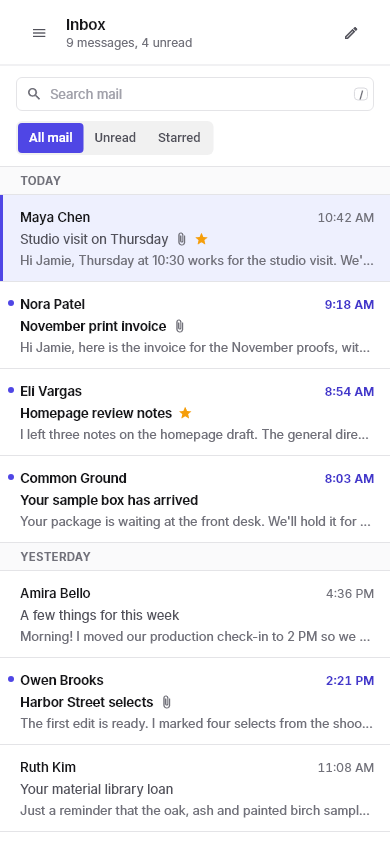 Inbox
9 messages, 4 unread
Search mail /
All mail Unread Starred
TODAY
Maya Chen 10:42 AM
Studio visit on Thursday
Hi Jamie, Thursday at 10:30 works for the studio visit. We'...
Nora Patel 9:18 AM
November print invoice
Hi Jamie, here is the invoice for the November proofs, wit...
Eli Vargas 8:54 AM
Homepage review notes
I left three notes on the homepage draft. The general dire...
Common Ground 8:03 AM
Your sample box has arrived
Your package is waiting at the front desk. We'll hold it for ...
YESTERDAY
Amira Bello 4:36 PM
A few things for this week
Morning! I moved our production check-in to 2 PM so we ...
Owen Brooks 2:21 PM
Harbor Street selects
The first edit is ready. I marked four selects from the shoo...
Ruth Kim 11:08 AM
Your material library loan
Just a reminder that the oak, ash and painted birch sampl...